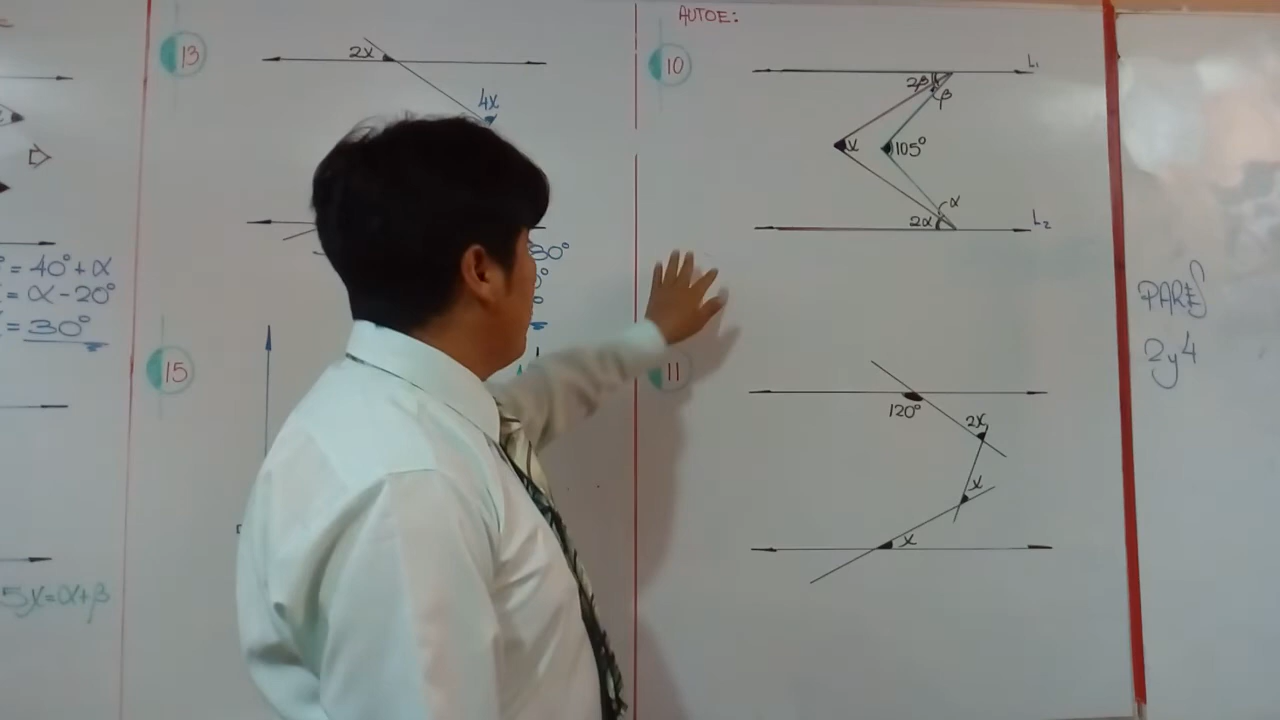 = 40° + α
= α - 20°
= 30°
5x = α + β
13
2x
4x
80°
15
AUTOE:
10
L₁
2β
β
x
105°
α
2α
L₂
11
120°
2x
x
x
PARES
2y4